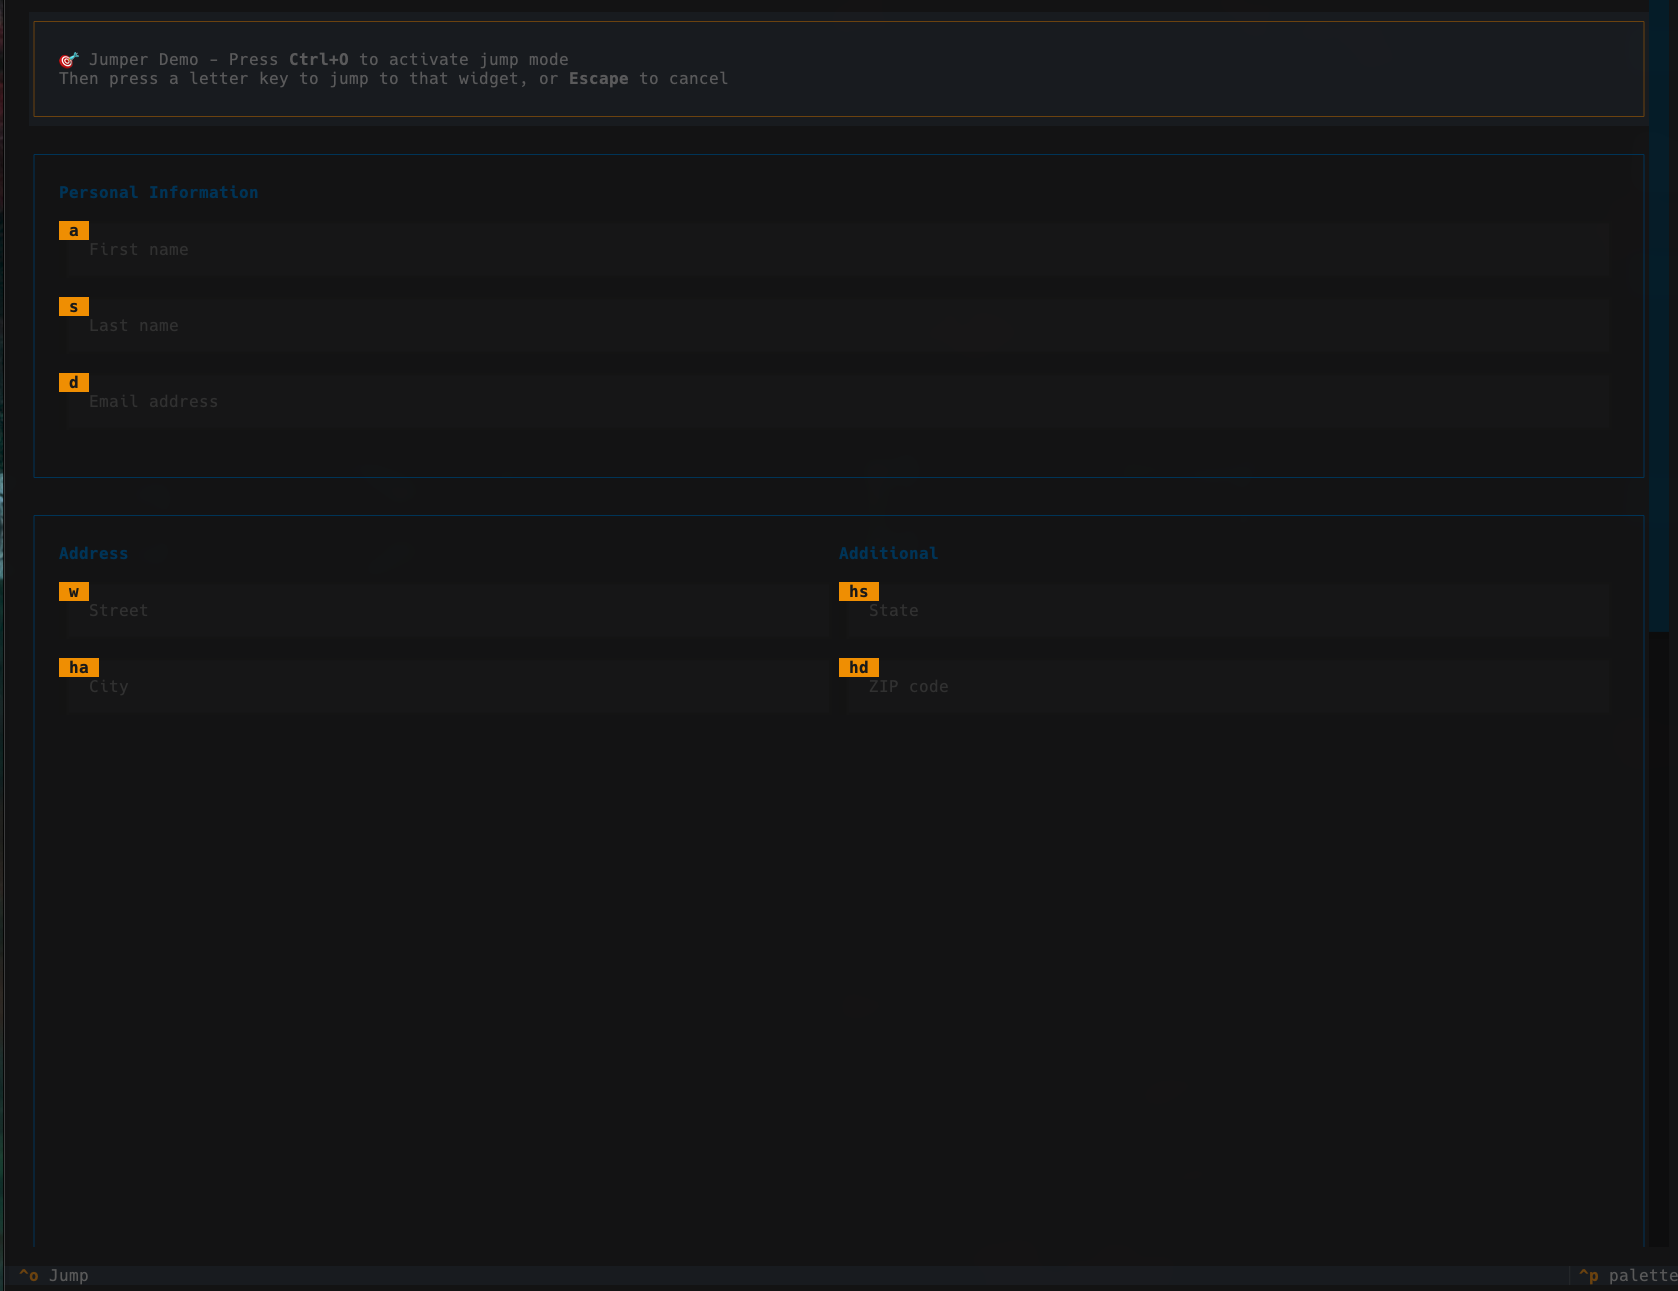 🎯 Jumper Demo - Press Ctrl+O to activate jump mode
Then press a letter key to jump to that widget, or Escape to cancel
Personal Information
a
First name
s
Last name
d
Email address
Address
w
Street
ha
City
Additional
hs
State
hd
ZIP code
^o Jump
^p palette